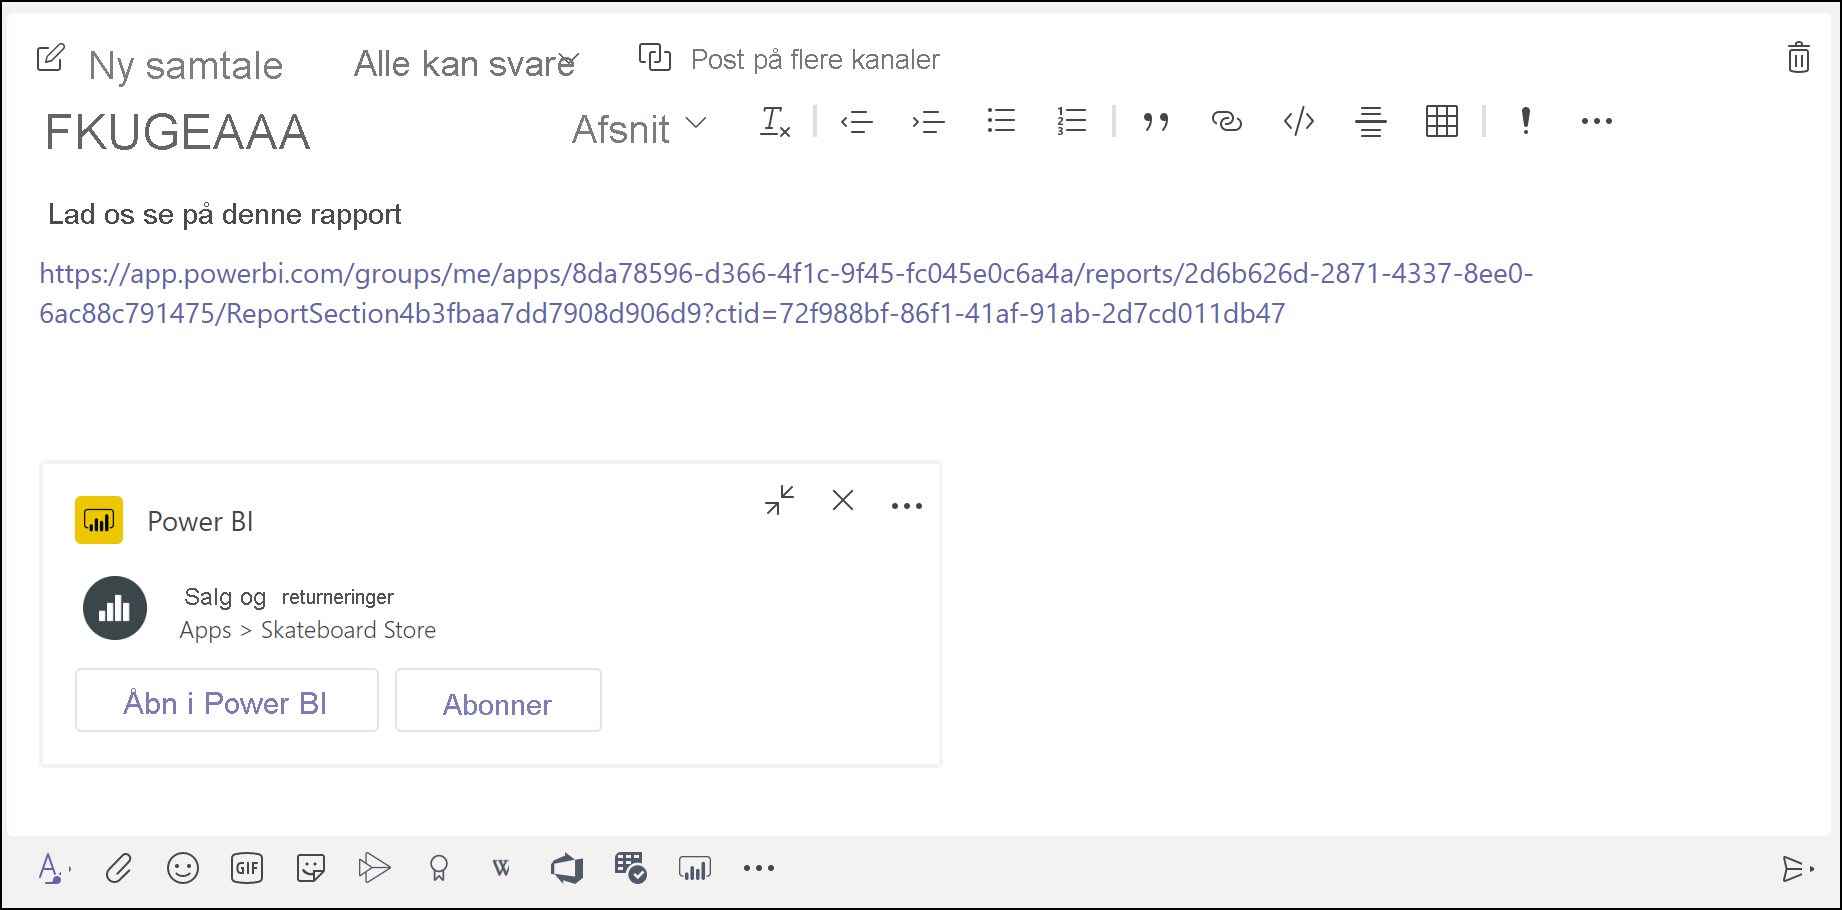 Ny samtale Alle kan svare Post på flere kanaler
FKUGEAAA Afsnit
Lad os se på denne rapport
https://app.powerbi.com/groups/me/apps/8da78596-d366-4f1c-9f45-fc045e0c6a4a/reports/2d6b626d-2871-4337-8ee0-
6ac88c791475/ReportSection4b3fbaa7dd7908d906d9?ctid=72f988bf-86f1-41af-91ab-2d7cd011db47
Power BI
Salg og returneringer
Apps > Skateboard Store
Åbn i Power BI Abonner
GIF